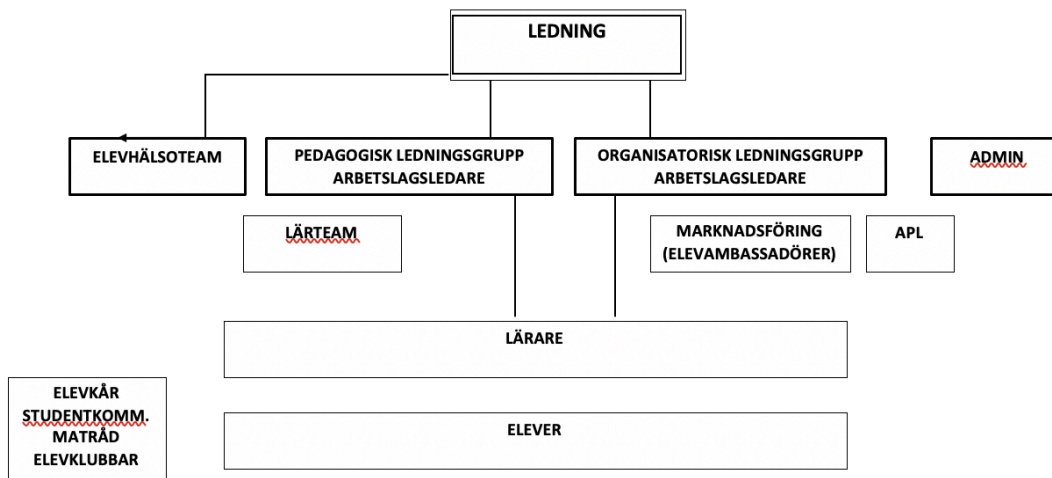 LEDNING
ELEVHÄLSOTEAM
PEDAGOGISK LEDNINGSGRUPP
ARBETSLAGSLEDARE
ORGANISATORISK LEDNINGSGRUPP
ARBETSLAGSLEDARE
ADMIN
LÄRTEAM
MARKNADSFÖRING
(ELEVAMBASSADÖRER)
APL
LÄRARE
ELEVKÅR
STUDENTKOMM.
MATRÅD
ELEVKLUBBAR
ELEVER